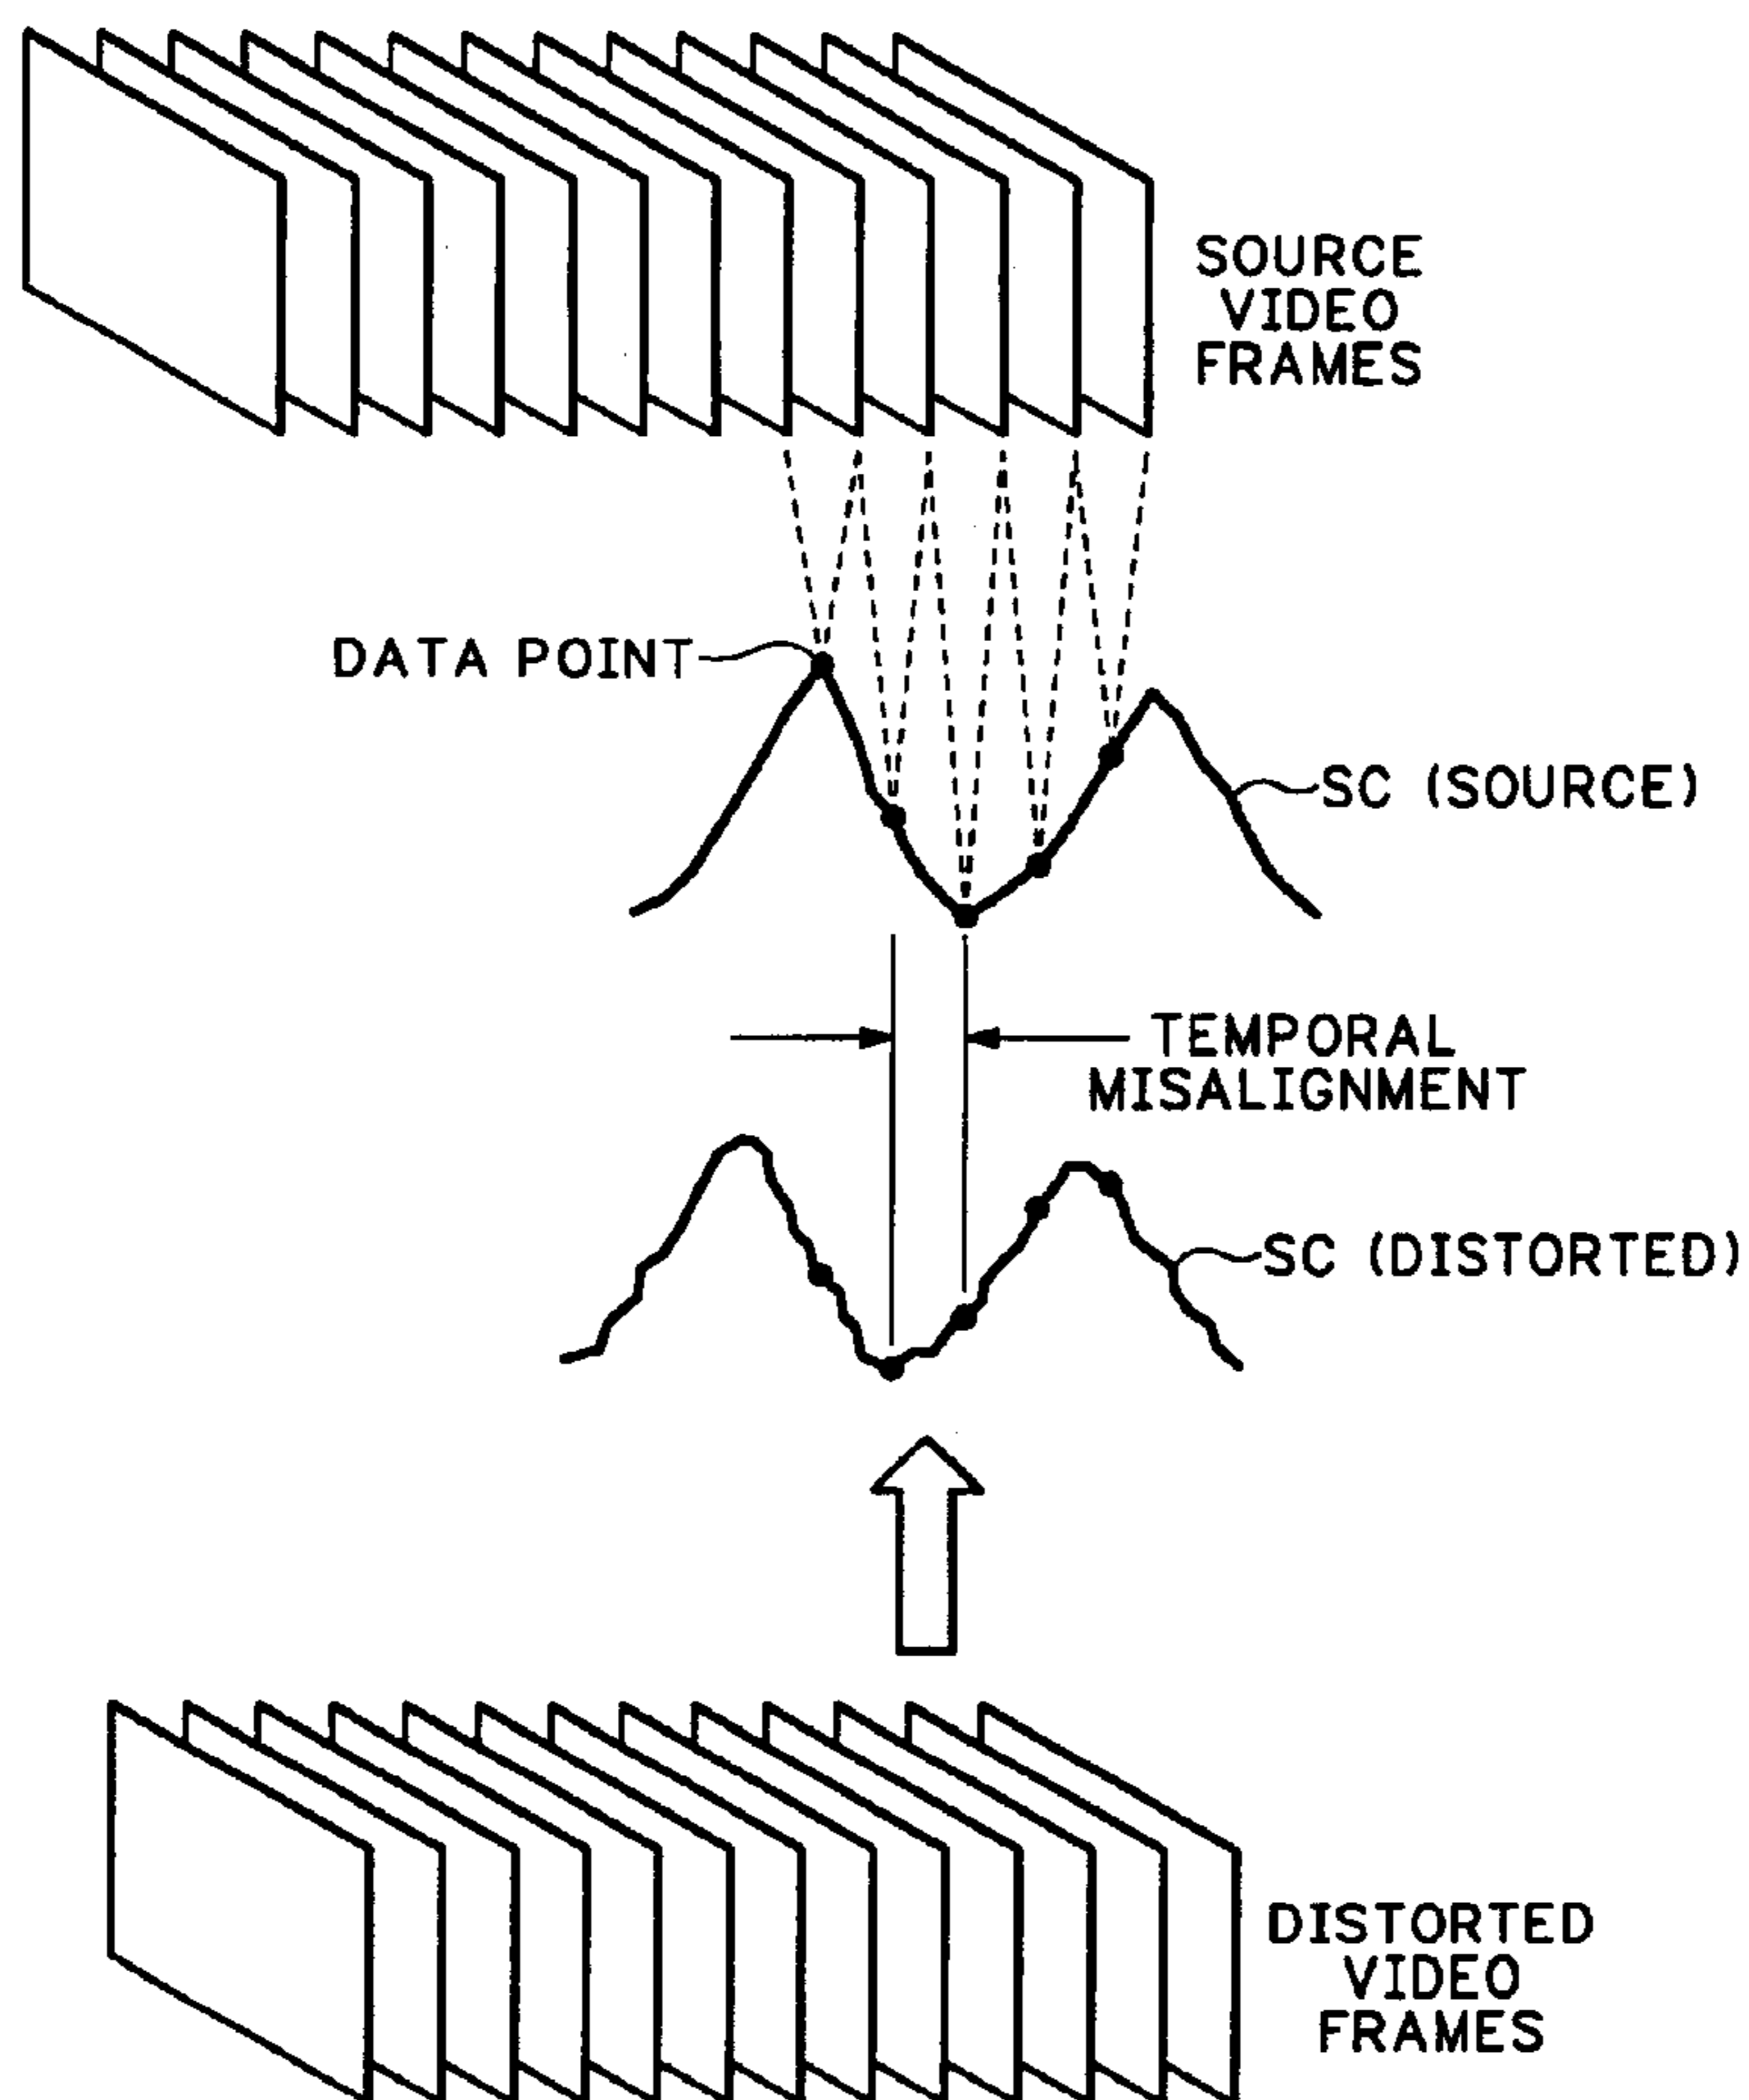 SOURCE
VIDEO
FRAMES
DATA POINT
SC (SOURCE)
TEMPORAL
MISALIGNMENT
SC (DISTORTED)
DISTORTED
VIDEO
FRAMES